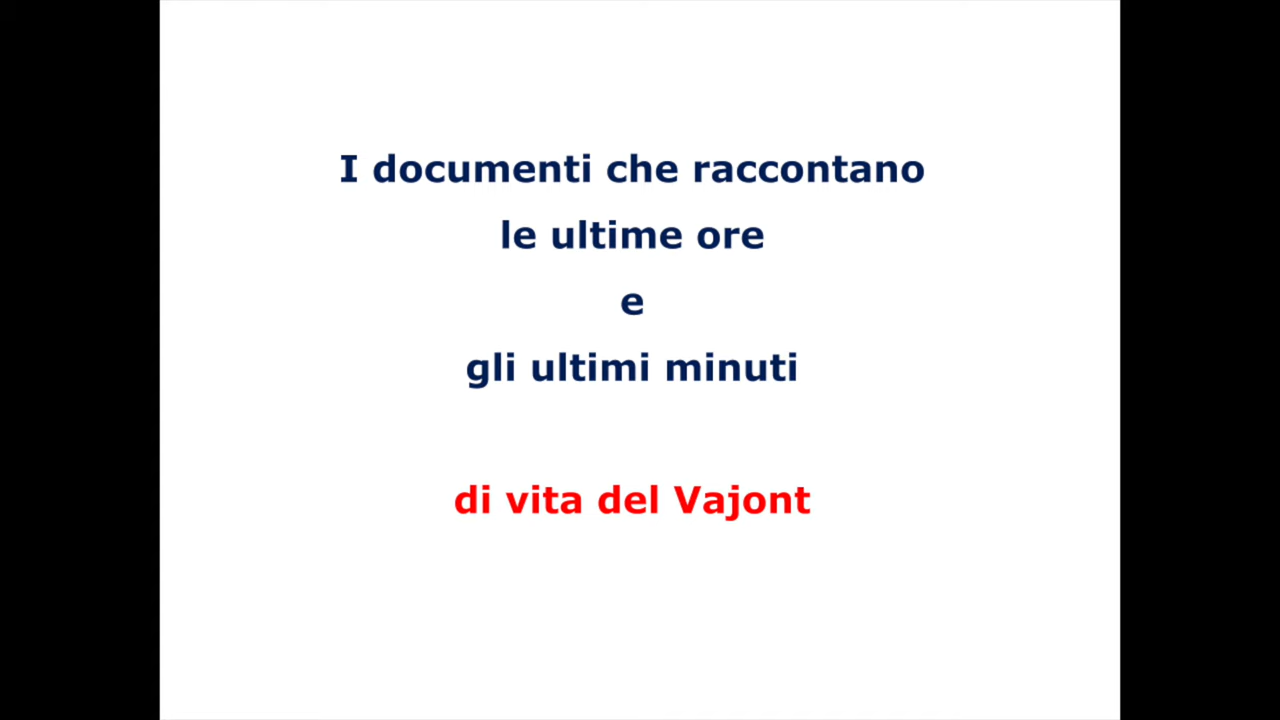 I documenti che raccontano
le ultime ore
e
gli ultimi minuti
di vita del Vajont